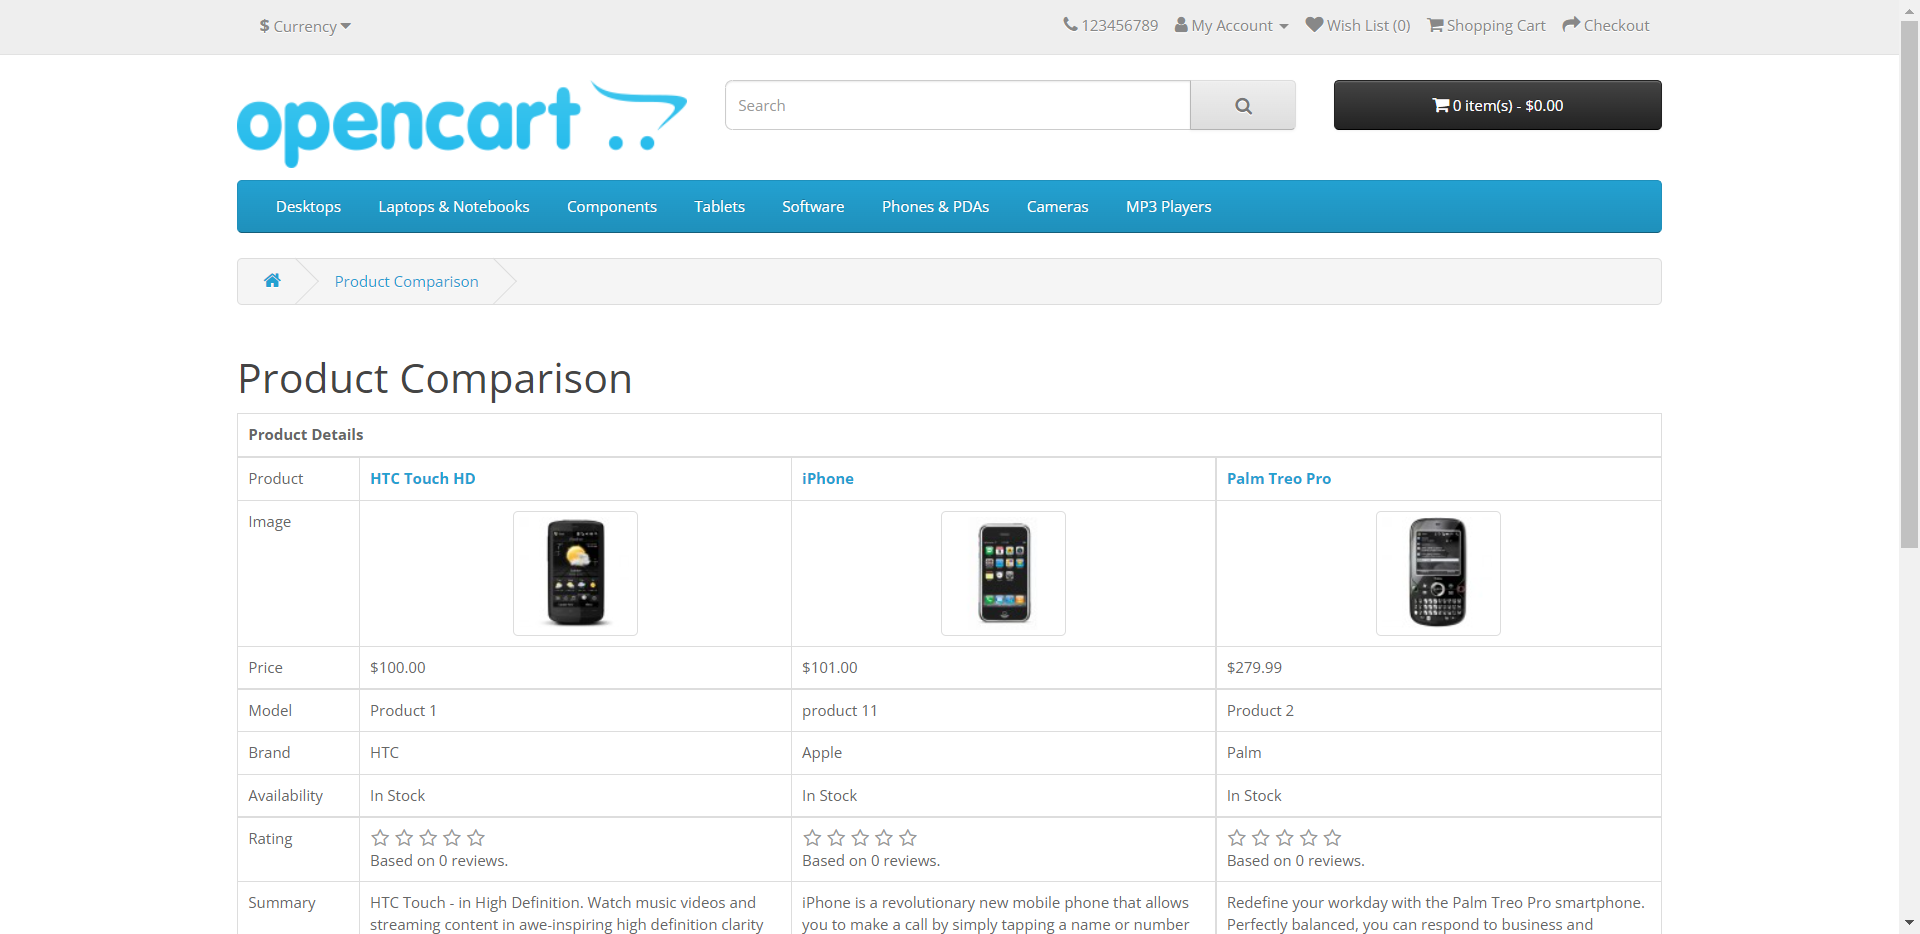 $ Currency
123456789 My Account Wish List (0) Shopping Cart Checkout
opencart
Search
0 item(s) - $0.00
Desktops Laptops & Notebooks Components Tablets Software Phones & PDAs Cameras MP3 Players
Product Comparison
Product Comparison
Product Details
Product HTC Touch HD iPhone Palm Treo Pro
Image
Price $100.00 $101.00 $279.99
Model Product 1 product 11 Product 2
Brand HTC Apple Palm
Availability In Stock In Stock In Stock
Rating
Based on 0 reviews. Based on 0 reviews. Based on 0 reviews.
Summary HTC Touch - in High Definition. Watch music videos and iPhone is a revolutionary new mobile phone that allows Redefine your workday with the Palm Treo Pro smartphone.
streaming content in awe-inspiring high definition clarity you to make a call by simply tapping a name or number Perfectly balanced, you can respond to business and